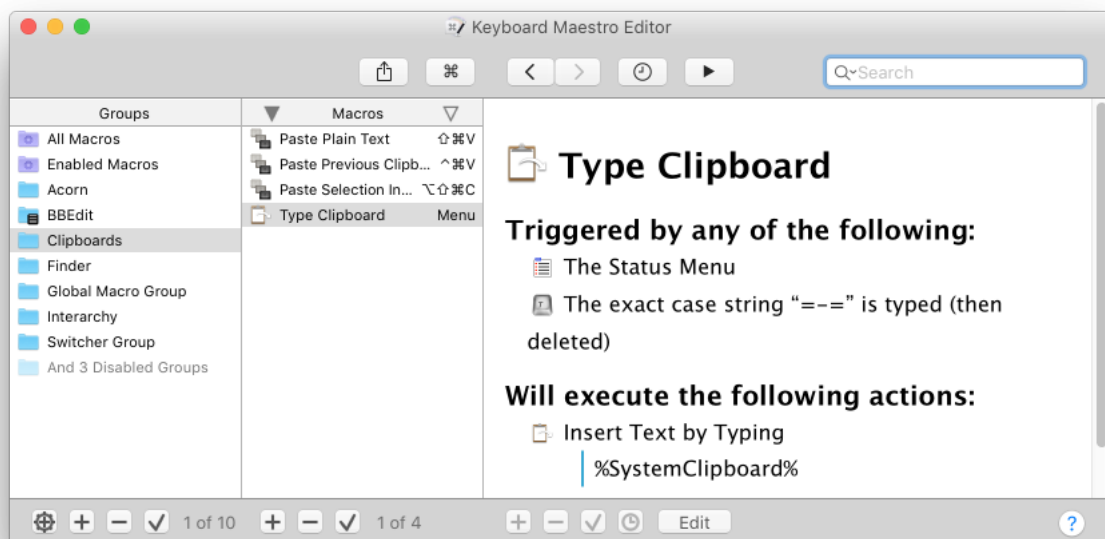 Keyboard Maestro Editor
Search
Groups
All Macros
Enabled Macros
Acorn
BBEdit
Clipboards
Finder
Global Macro Group
Interarchy
Switcher Group
And 3 Disabled Groups
Macros
Paste Plain Text ⇧⌘V
Paste Previous Clipb... ^⌘V
Paste Selection In... ⌥⇧⌘C
Type Clipboard Menu
Type Clipboard
Triggered by any of the following:
The Status Menu
The exact case string “=-=” is typed (then
deleted)
Will execute the following actions:
Insert Text by Typing
%SystemClipboard%
1 of 10
1 of 4
Edit
?